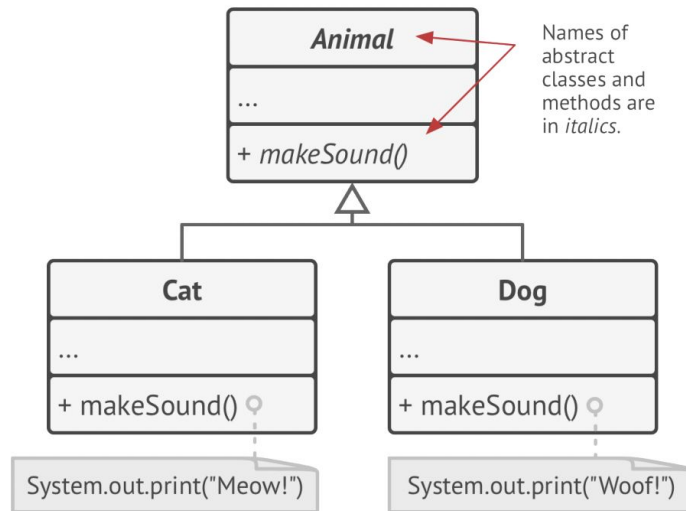 Animal
...
+ makeSound()
Names of
abstract
classes and
methods are
in italics.
Cat
...
+ makeSound()
System.out.print("Meow!")
Dog
...
+ makeSound()
System.out.print("Woof!")